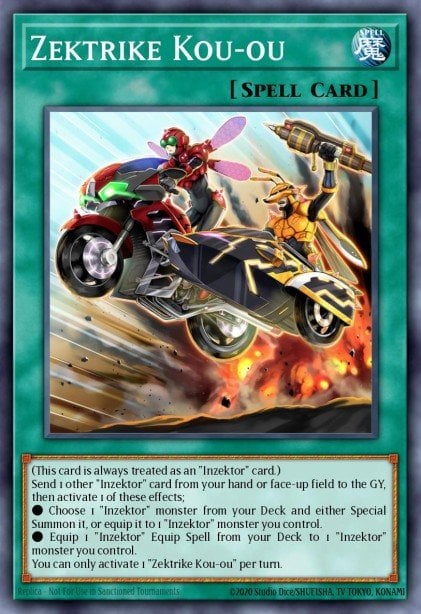 Zektrike Kou-ou
SPELL
魔
[Spell Card]
(This card is always treated as an "Inzektor" card.)
Send 1 other "Inzektor" card from your hand or face-up field to the GY,
then activate 1 of these effects;
● Choose 1 "Inzektor" monster from your Deck and either Special
Summon it, or equip it to 1 "Inzektor" monster you control.
● Equip 1 "Inzektor" Equip Spell from your Deck to 1 "Inzektor"
monster you control.
You can only activate 1 "Zektrike Kou-ou" per turn.
Replica - Not For Use in Sanctioned Tournaments
©2020 Studio Dice/SHUEISHA, TV TOKYO, KONAMI